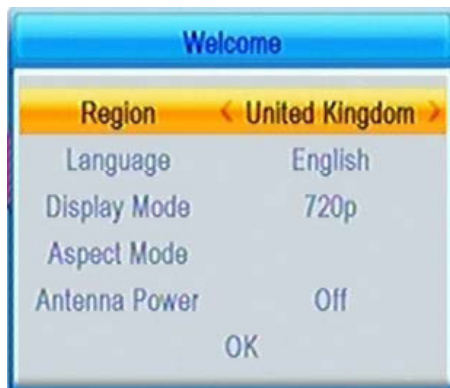 Welcome
Region < United Kingdom >
Language English
Display Mode 720p
Aspect Mode
Antenna Power Off
OK